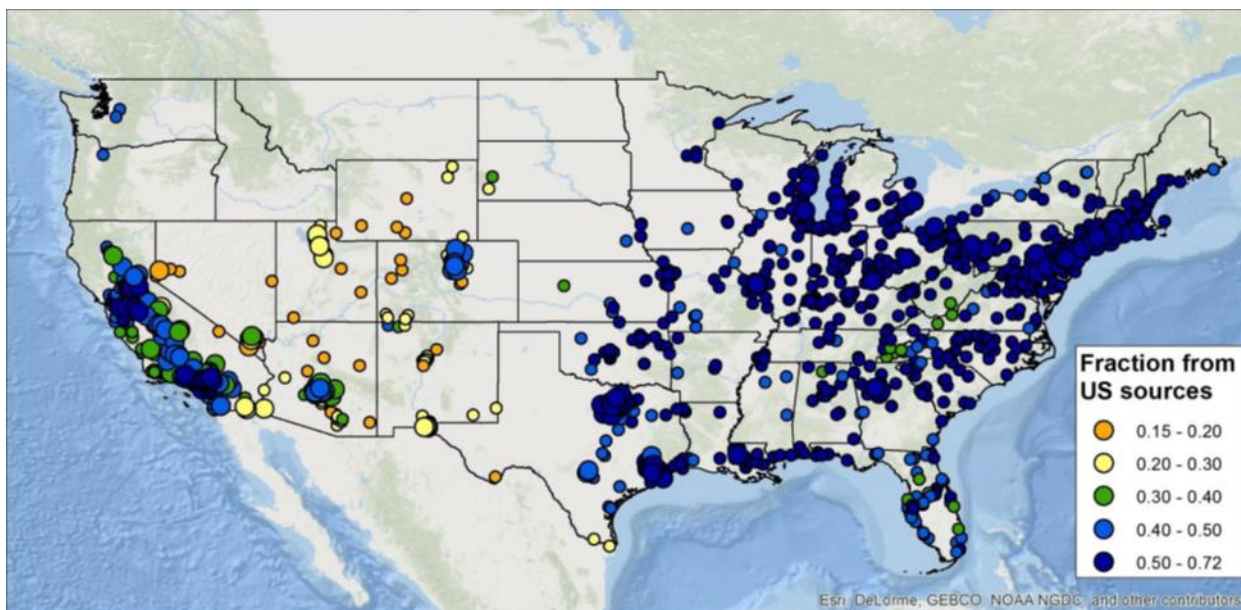 Fraction from
US sources
0.15 - 0.20
0.20 - 0.30
0.30 - 0.40
0.40 - 0.50
0.50 - 0.72
Esri, DeLorme, GEBCO, NOAA NGDC, and other contributors